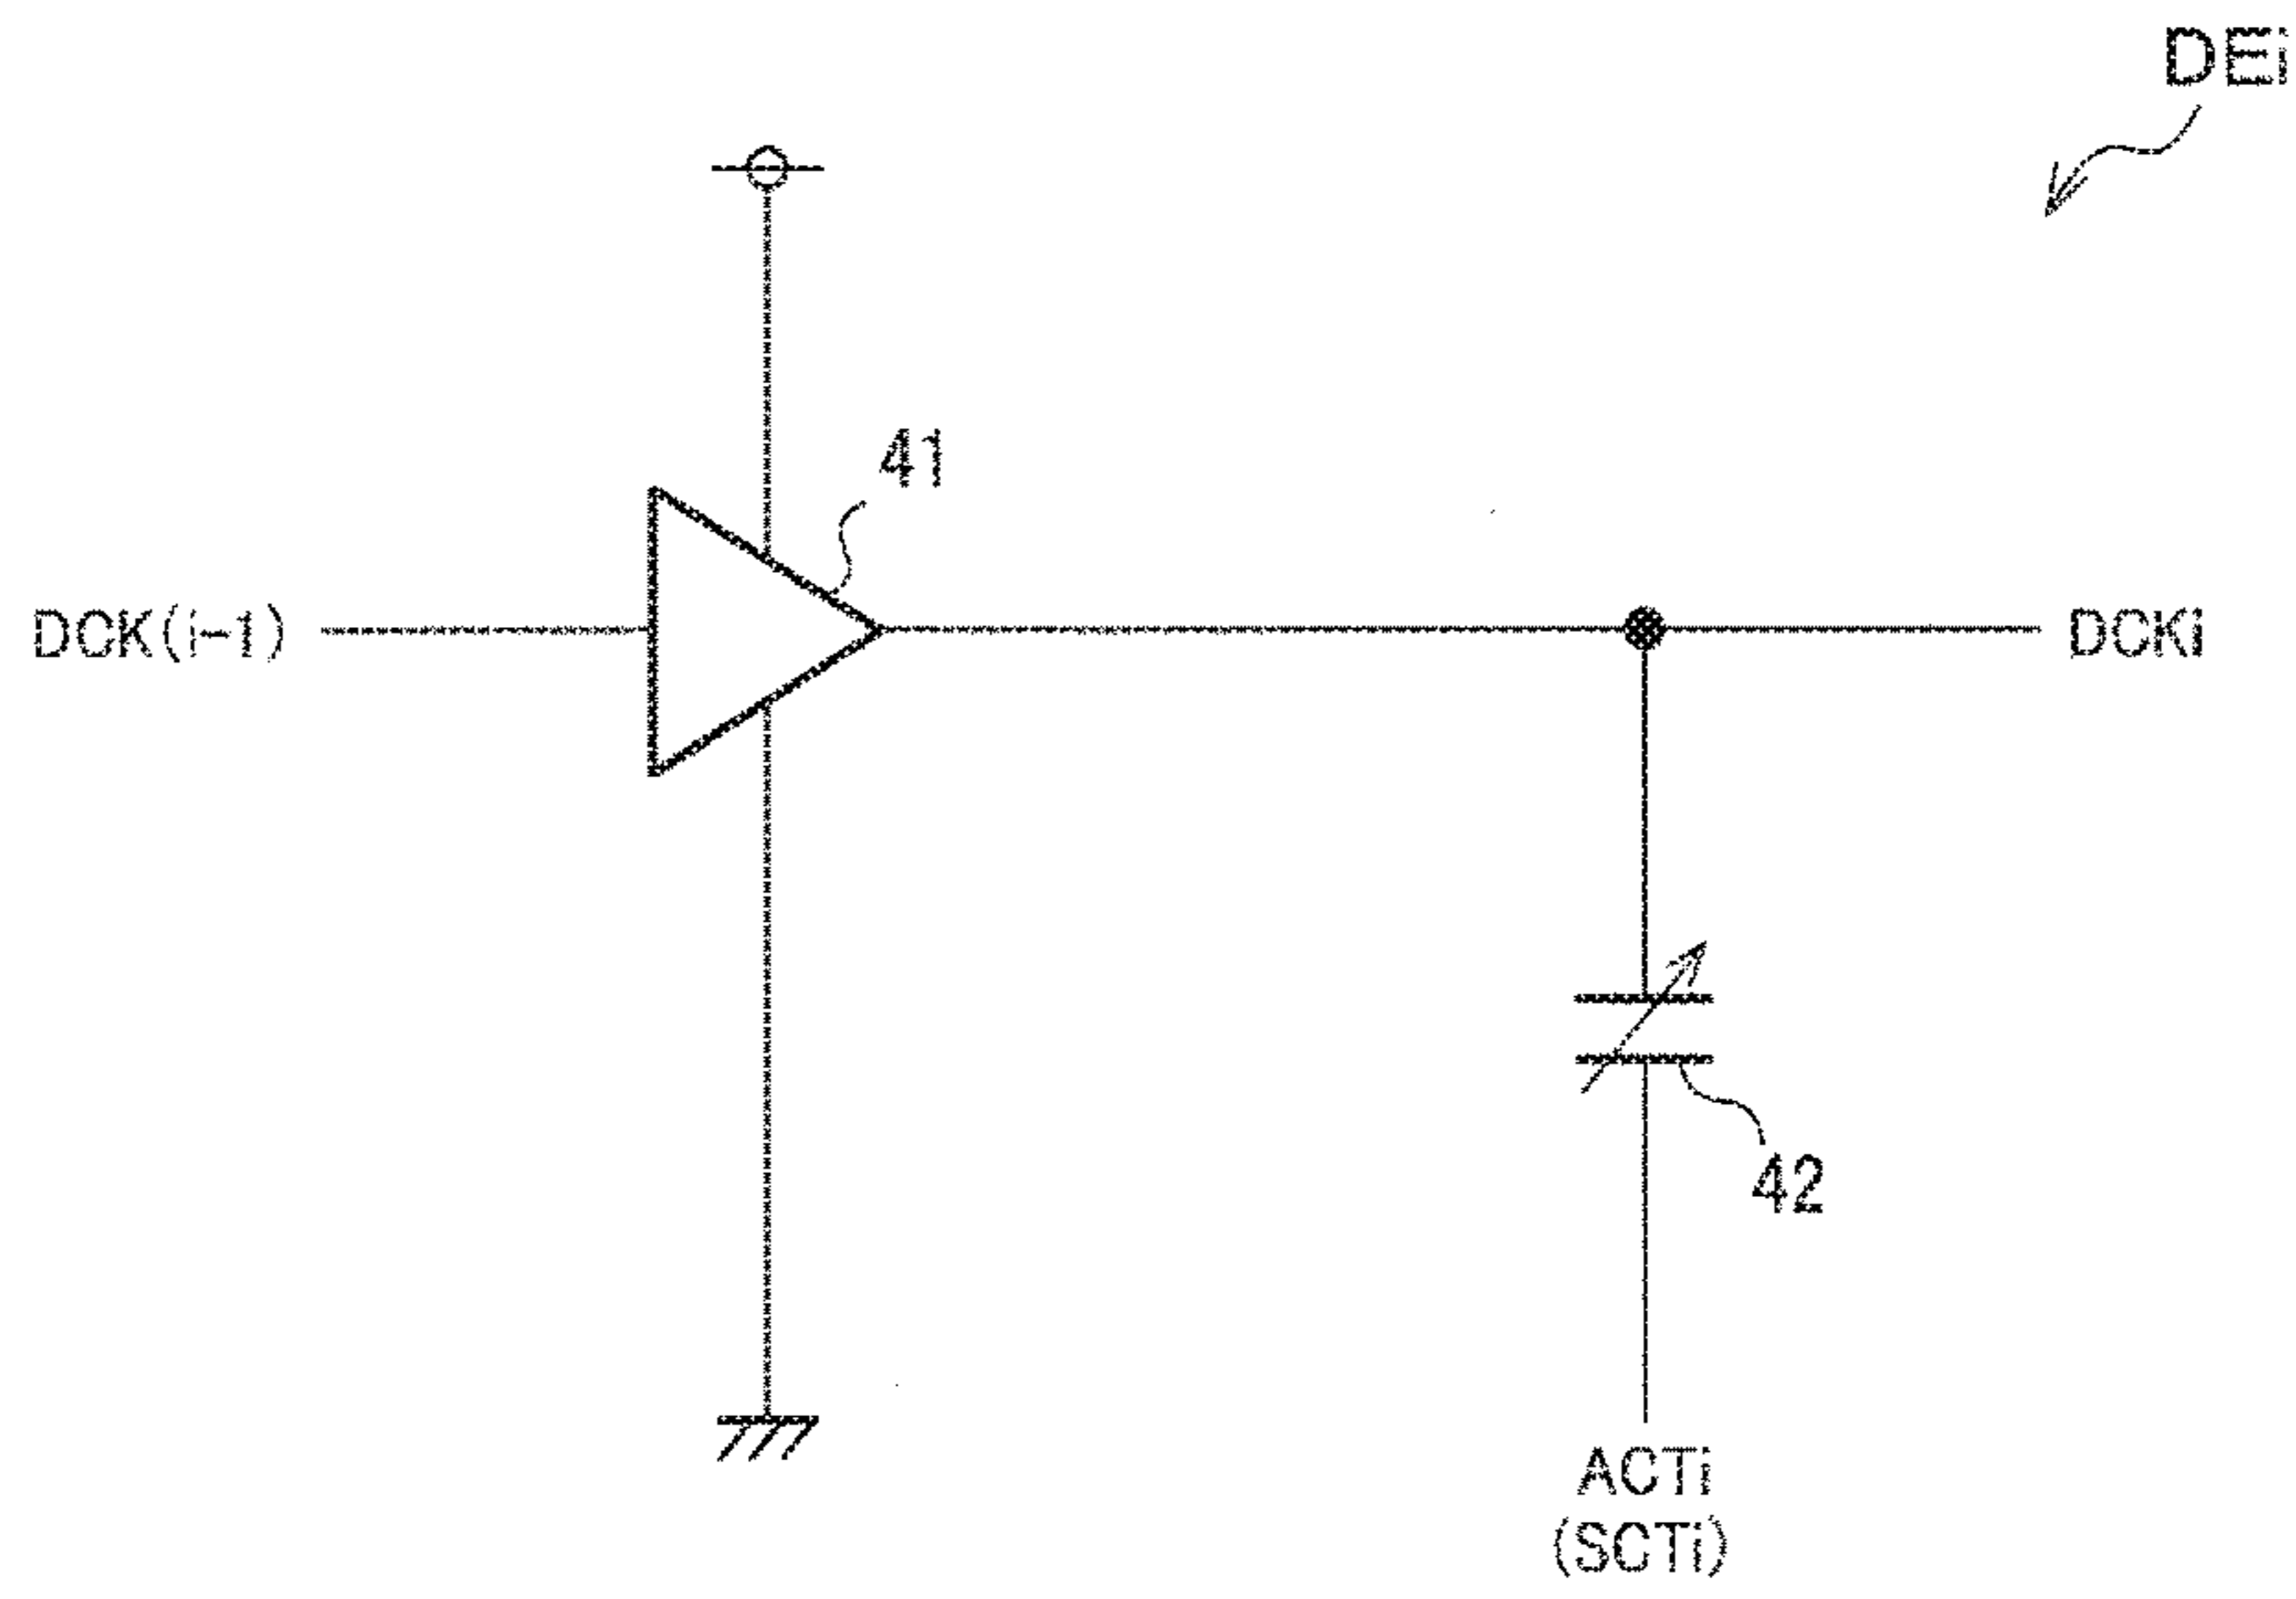 DEi
41
DCK(i-1)
DCKi
42
ACTi
(SCTi)